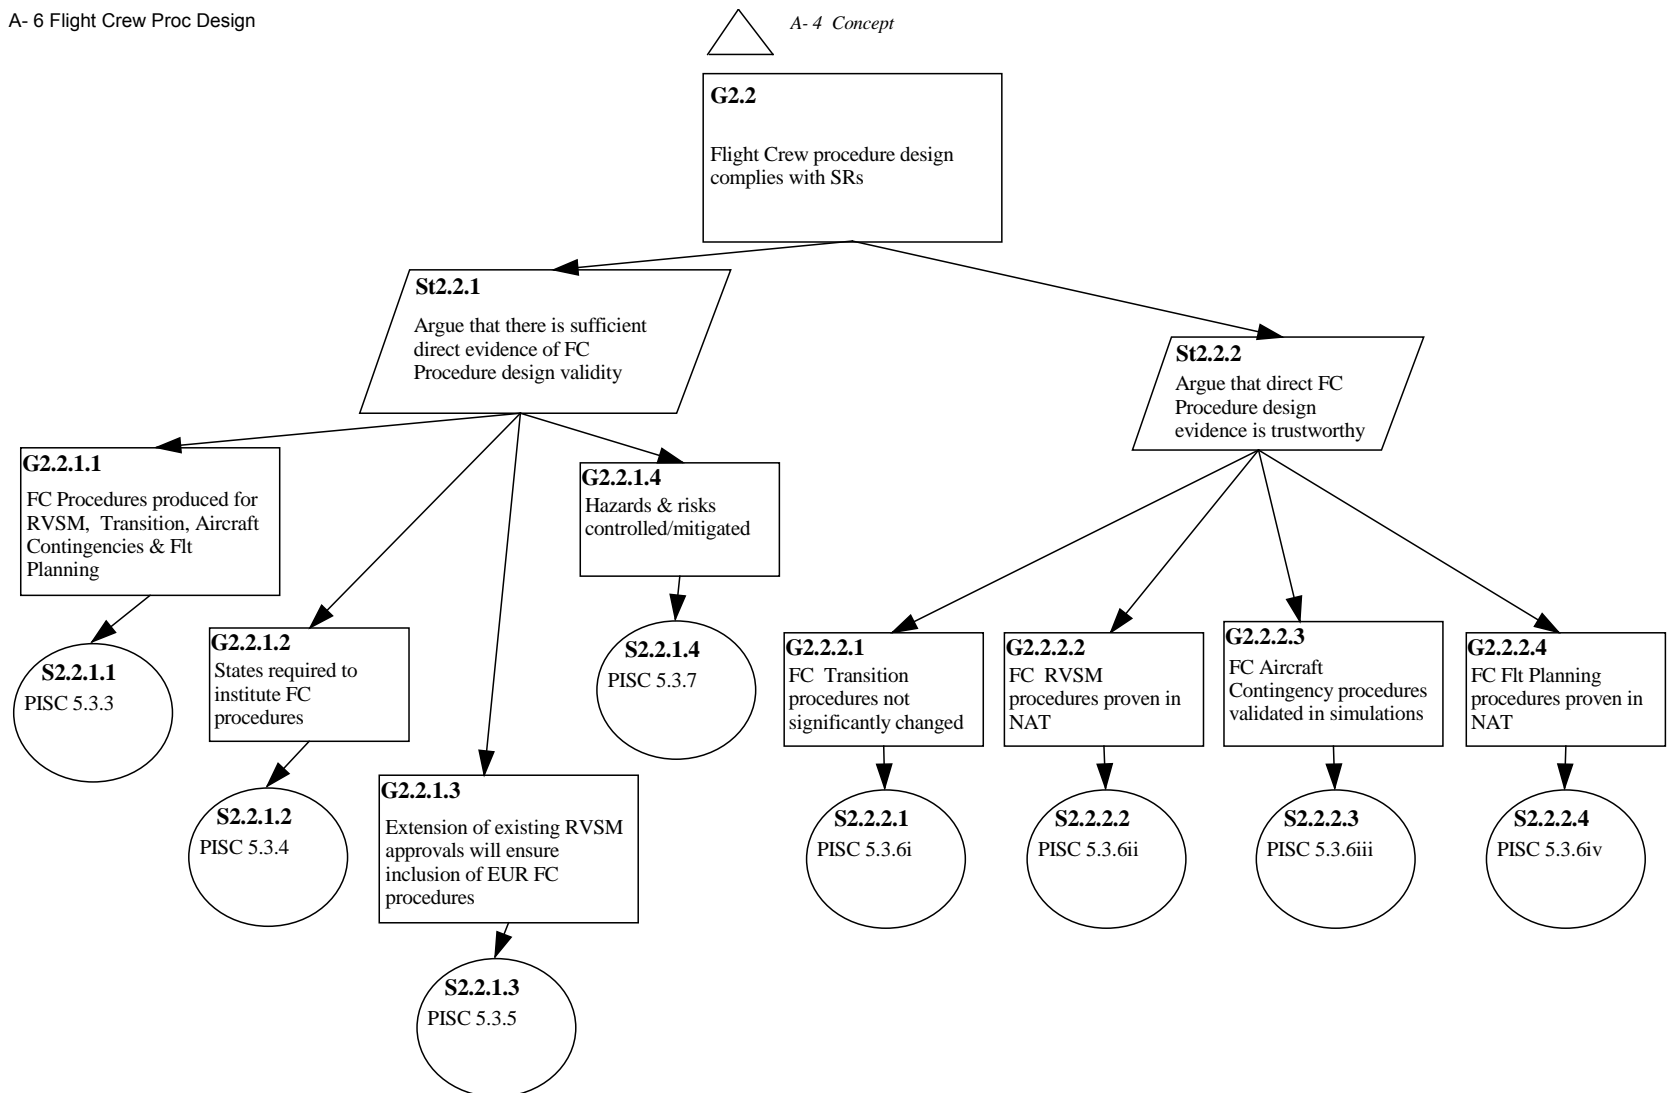 A- 6 Flight Crew Proc Design
A- 4 Concept
G2.2
Flight Crew procedure design
complies with SRs
St2.2.1
Argue that there is sufficient
direct evidence of FC
Procedure design validity
St2.2.2
Argue that direct FC
Procedure design
evidence is trustworthy
G2.2.1.1
FC Procedures produced for
RVSM, Transition, Aircraft
Contingencies & Flt
Planning
G2.2.1.4
Hazards & risks
controlled/mitigated
S2.2.1.1
PISC 5.3.3
G2.2.1.2
States required to
institute FC
procedures
S2.2.1.4
PISC 5.3.7
G2.2.2.1
FC Transition
procedures not
significantly changed
G2.2.2.2
FC RVSM
procedures proven in
NAT
G2.2.2.3
FC Aircraft
Contingency procedures
validated in simulations
G2.2.2.4
FC Flt Planning
procedures proven in
NAT
S2.2.1.2
PISC 5.3.4
G2.2.1.3
Extension of existing RVSM
approvals will ensure
inclusion of EUR FC
procedures
S2.2.2.1
PISC 5.3.6i
S2.2.2.2
PISC 5.3.6ii
S2.2.2.3
PISC 5.3.6iii
S2.2.2.4
PISC 5.3.6iv
S2.2.1.3
PISC 5.3.5